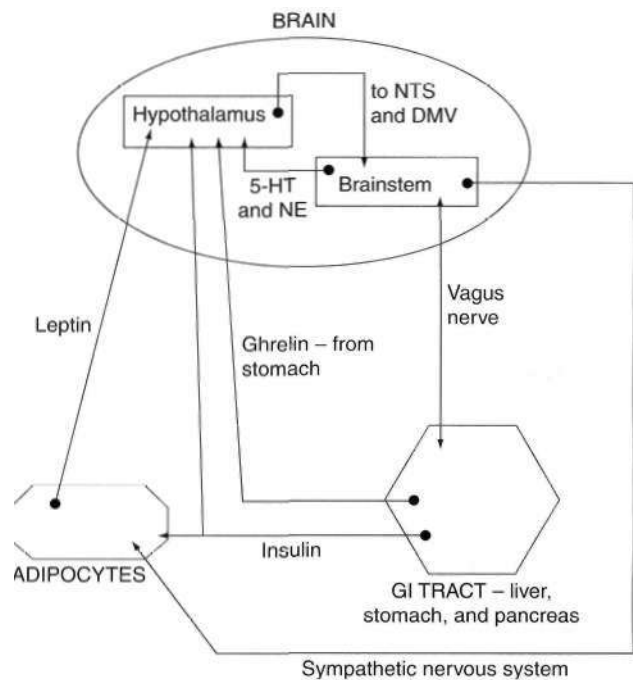 BRAIN
Hypothalamus
to NTS
and DMV
5-HT
and NE
Brainstem
Leptin
Ghrelin – from
stomach
Vagus
nerve
Insulin
ADIPOCYTES
GI TRACT – liver,
stomach, and pancreas
Sympathetic nervous system